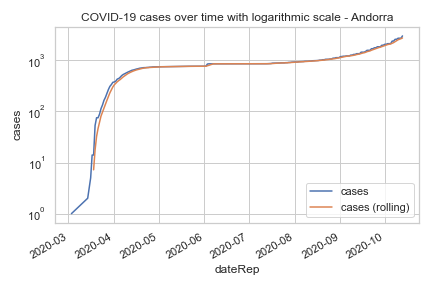 COVID-19 cases over time with logarithmic scale - Andorra
cases
10³
10²
10¹
10⁰
cases
cases (rolling)
2020-03
2020-04
2020-05
2020-06
2020-07
2020-08
2020-09
2020-10
dateRep